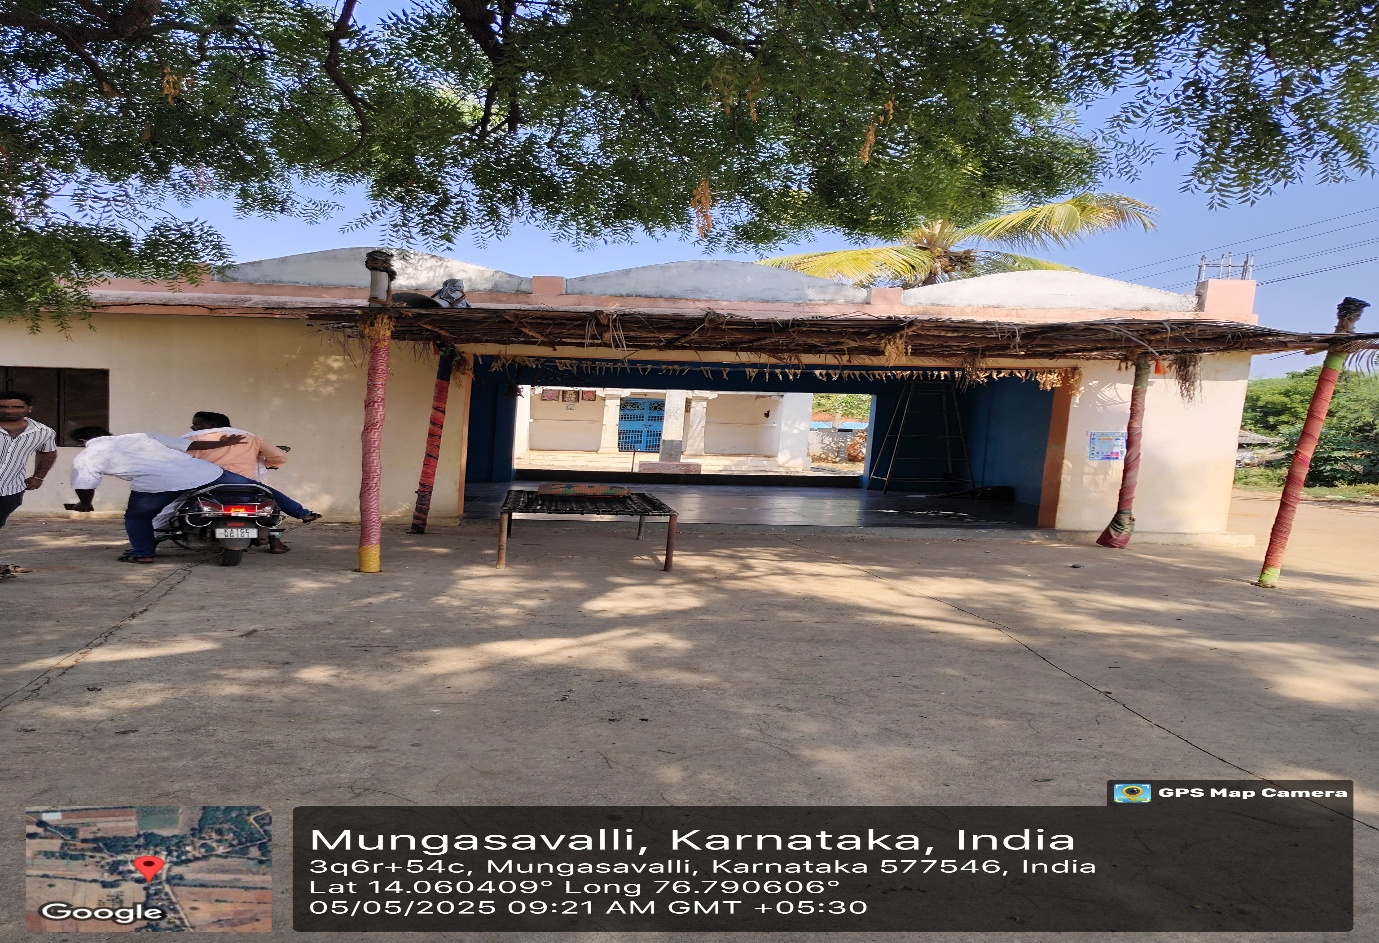 GPS Map Camera
Mungasavalli, Karnataka, India
3q6r+54c, Mungasavalli, Karnataka 577546, India
Lat 14.060409° Long 76.790606°
05/05/2025 09:21 AM GMT +05:30
Google